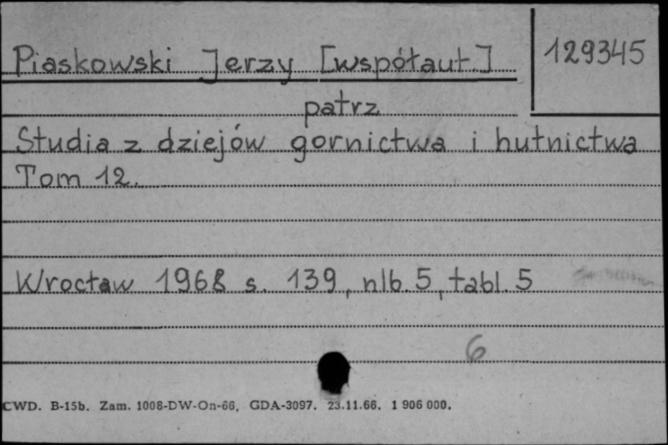 Piaskowski Jerzy [współaut.]
129345
patrz
Studia z dziejów gornictwa i hutnictwa
Tom 12.
Wrocław 1968 s. 139, nlb. 5, tabl. 5
6
CWD. B-15b. Zam. 1008-DW-On-66. GDA-3097. 23.11.66. 1 906 000.